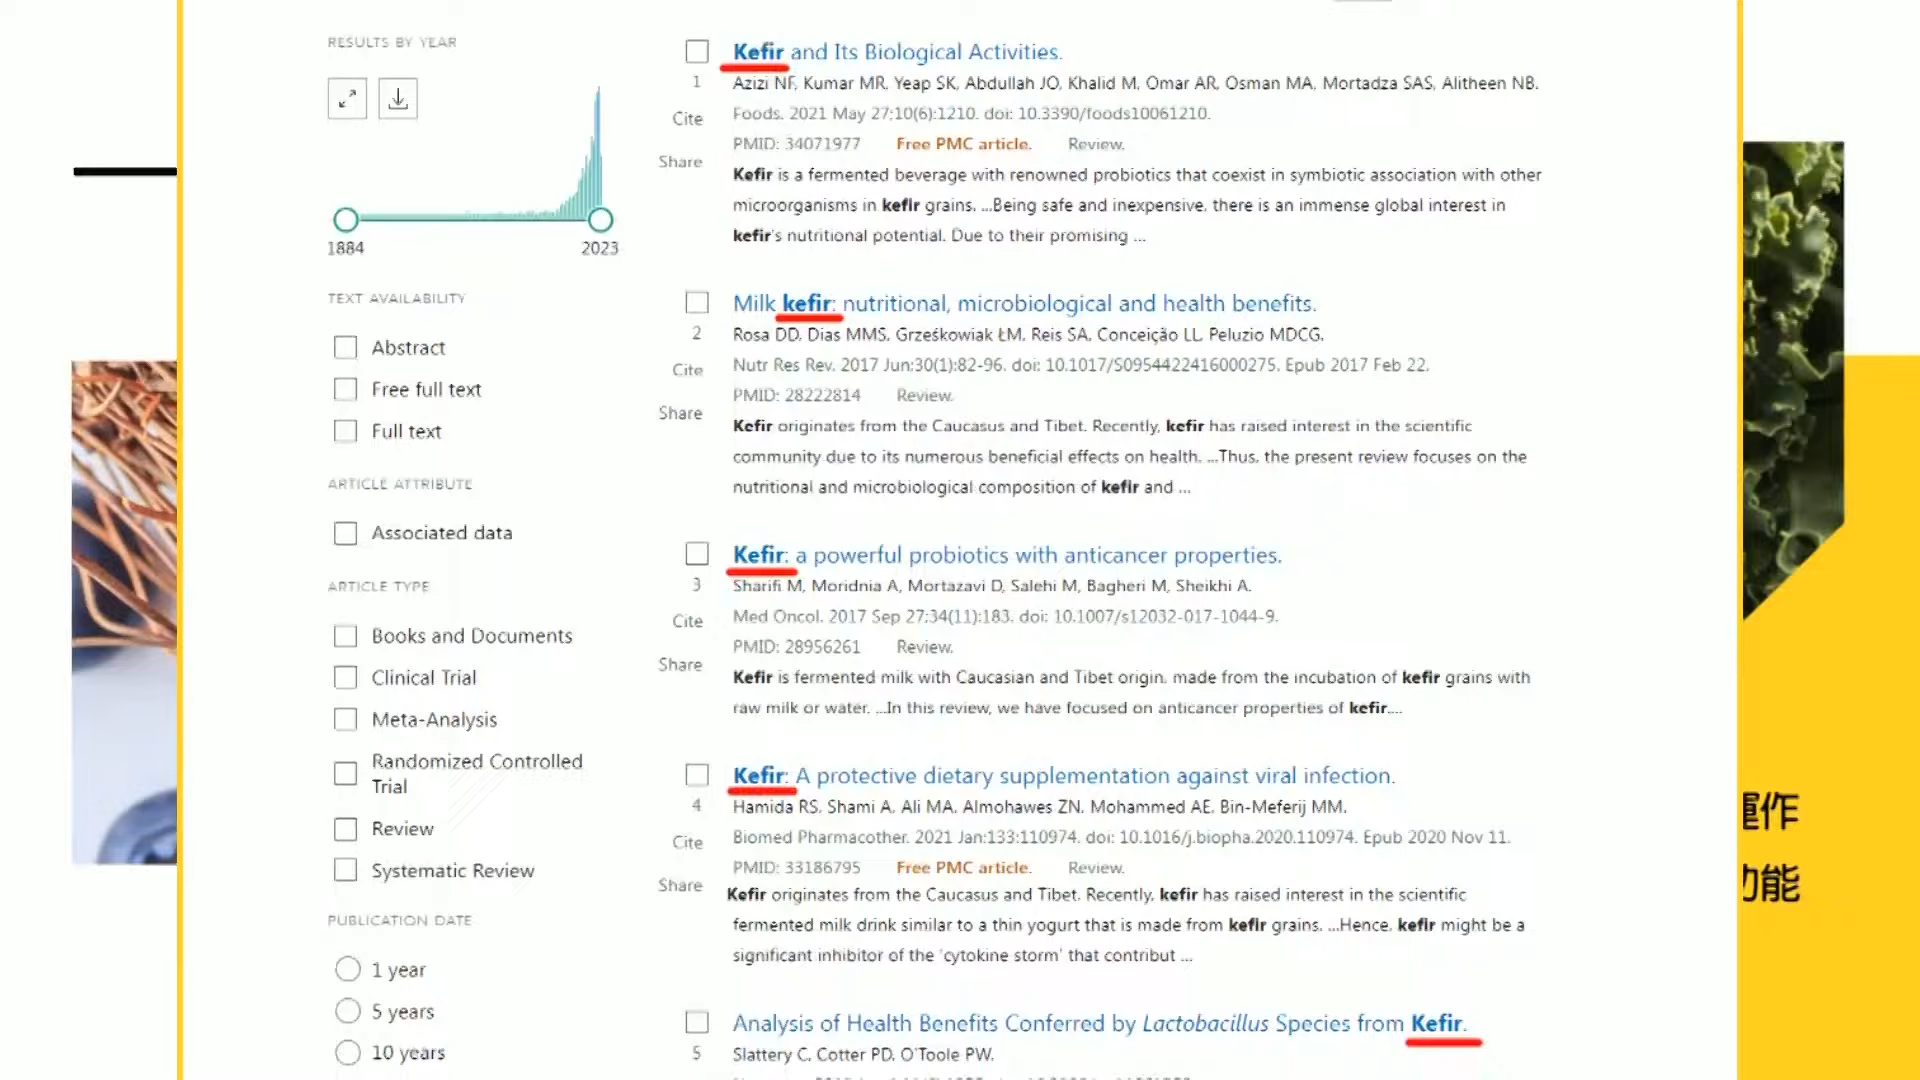 RESULTS BY YEAR
1884
2023
TEXT AVAILABILITY
Abstract
Free full text
Full text
ARTICLE ATTRIBUTE
Associated data
ARTICLE TYPE
Books and Documents
Clinical Trial
Meta-Analysis
Randomized Controlled
Trial
Review
Systematic Review
PUBLICATION DATE
1 year
5 years
10 years
Kefir and Its Biological Activities.
1
Azizi NF, Kumar MR, Yeap SK, Abdullah JO, Khalid M, Omar AR, Osman MA, Mortadza SAS, Alitheen NB.
Cite
Foods. 2021 May 27;10(6):1210. doi: 10.3390/foods10061210.
PMID: 34071977 Free PMC article. Review.
Share
Kefir is a fermented beverage with renowned probiotics that coexist in symbiotic association with other
microorganisms in kefir grains. ...Being safe and inexpensive, there is an immense global interest in
kefir's nutritional potential. Due to their promising ...
Milk kefir: nutritional, microbiological and health benefits.
2
Rosa DD, Dias MMS, Grześkowiak ŁM, Reis SA, Conceição LL, Peluzio MDCG.
Cite
Nutr Res Rev. 2017 Jun;30(1):82-96. doi: 10.1017/S0954422416000275. Epub 2017 Feb 22.
PMID: 28222814 Review.
Share
Kefir originates from the Caucasus and Tibet. Recently, kefir has raised interest in the scientific
community due to its numerous beneficial effects on health. ...Thus, the present review focuses on the
nutritional and microbiological composition of kefir and ...
Kefir: a powerful probiotics with anticancer properties.
3
Sharifi M, Moridnia A, Mortazavi D, Salehi M, Bagheri M, Sheikhi A.
Cite
Med Oncol. 2017 Sep 27;34(11):183. doi: 10.1007/s12032-017-1044-9.
PMID: 28956261 Review.
Share
Kefir is fermented milk with Caucasian and Tibet origin, made from the incubation of kefir grains with
raw milk or water. ...In this review, we have focused on anticancer properties of kefir....
Kefir: A protective dietary supplementation against viral infection.
4
Hamida RS, Shami A, Ali MA, Almohawes ZN, Mohammed AE, Bin-Meferij MM.
Cite
Biomed Pharmacother. 2021 Jan;133:110974. doi: 10.1016/j.biopha.2020.110974. Epub 2020 Nov 11.
PMID: 33186795 Free PMC article. Review.
Share
Kefir originates from the Caucasus and Tibet. Recently, kefir has raised interest in the scientific
fermented milk drink similar to a thin yogurt that is made from kefir grains. ...Hence, kefir might be a
significant inhibitor of the 'cytokine storm' that contribut ...
Analysis of Health Benefits Conferred by Lactobacillus Species from Kefir.
5
Slattery C, Cotter PD, O'Toole PW.
運作
功能